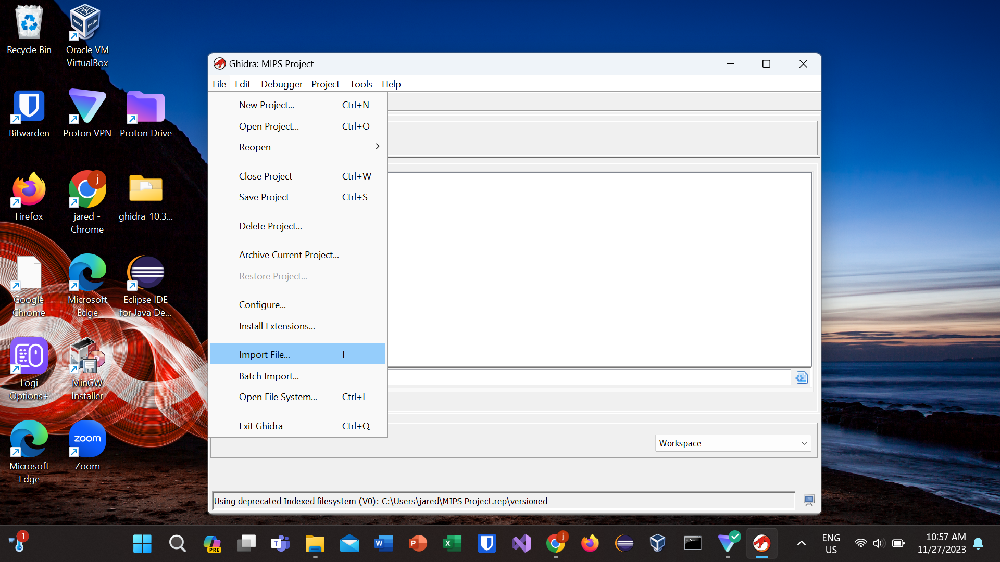 Recycle Bin
Oracle VM
VirtualBox
Bitwarden
Proton VPN
Proton Drive
Firefox
j
jared -
Chrome
ghidra_10.3...
Google
Chrome
Microsoft
Edge
Eclipse IDE
for Java De...
Logi
Options+
MinGW
Installer
Microsoft
Edge
zoom
Zoom
Ghidra: MIPS Project
File Edit Debugger Project Tools Help
New Project... Ctrl+N
Open Project... Ctrl+O
Reopen
Close Project Ctrl+W
Save Project Ctrl+S
Delete Project...
Archive Current Project...
Restore Project...
Configure...
Install Extensions...
Import File... I
Batch Import...
Open File System... Ctrl+I
Exit Ghidra Ctrl+Q
Workspace
Using deprecated Indexed filesystem (V0): C:\Users\jared\MIPS Project.rep\versioned
1
PRE
T
W
P
X
j
ENG
US
10:57 AM
11/27/2023